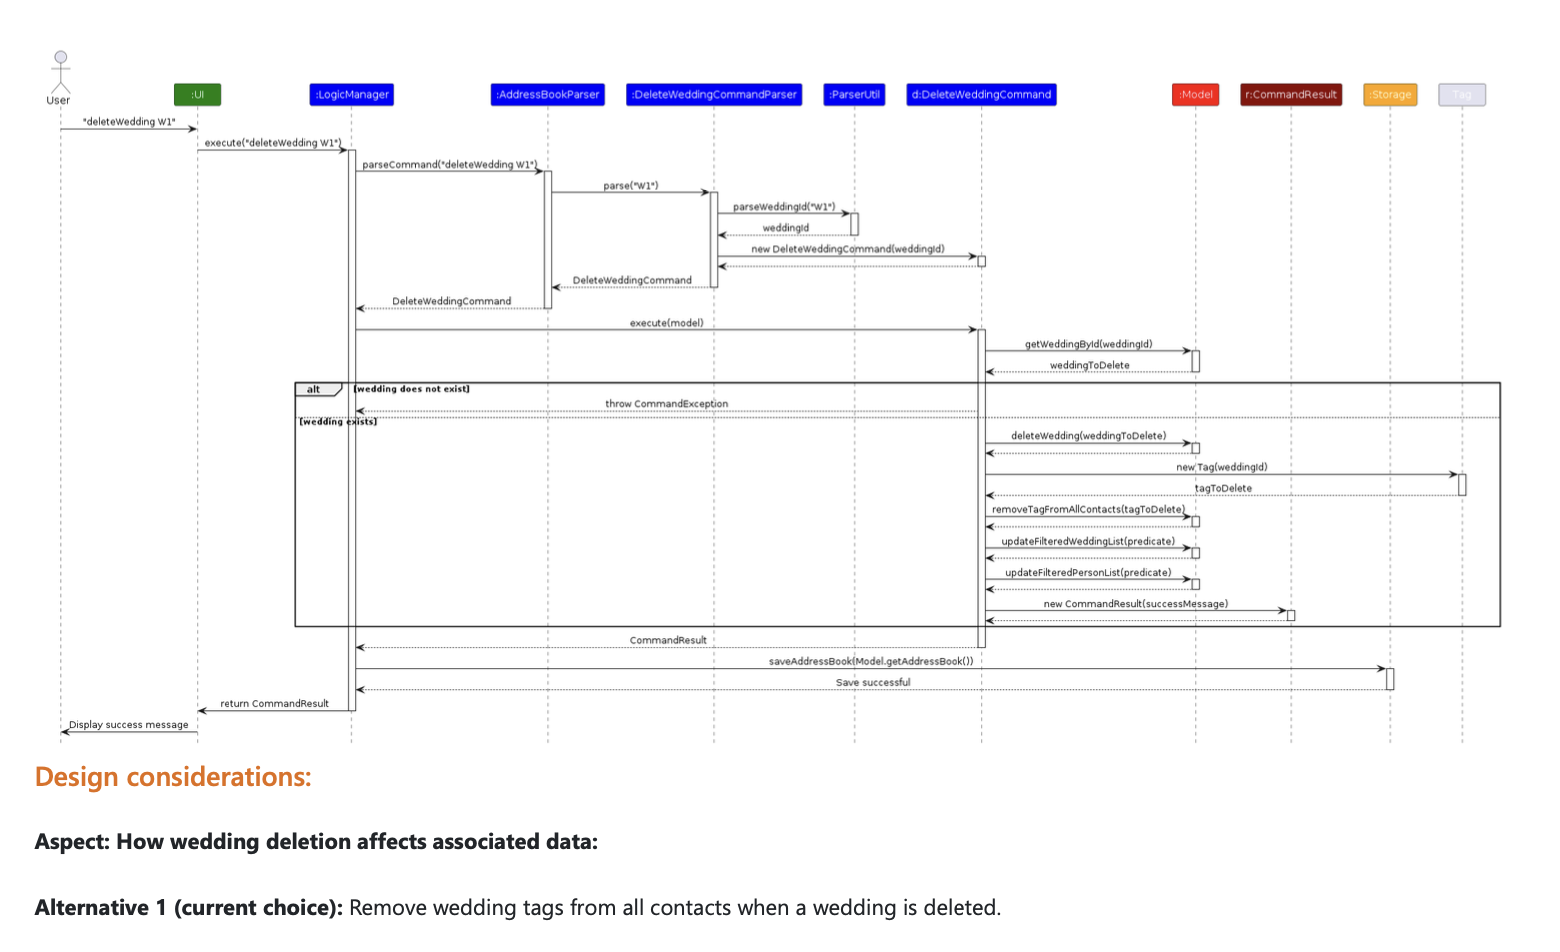 User
:UI
:LogicManager
:AddressBookParser
:DeleteWeddingCommandParser
:ParserUtil
d:DeleteWeddingCommand
:Model
r:CommandResult
:Storage
Tag
"deleteWedding W1"
execute("deleteWedding W1")
parseCommand("deleteWedding W1")
parse("W1")
parseWeddingId("W1")
weddingId
new DeleteWeddingCommand(weddingId)
DeleteWeddingCommand
DeleteWeddingCommand
execute(model)
getWeddingById(weddingId)
weddingToDelete
alt
[wedding does not exist]
throw CommandException
[wedding exists]
deleteWedding(weddingToDelete)
new Tag(weddingId)
tagToDelete
removeTagFromAllContacts(tagToDelete)
updateFilteredWeddingList(predicate)
updateFilteredPersonList(predicate)
new CommandResult(successMessage)
CommandResult
saveAddressBook(Model.getAddressBook())
Save successful
return CommandResult
Display success message
Design considerations:
Aspect: How wedding deletion affects associated data:
Alternative 1 (current choice): Remove wedding tags from all contacts when a wedding is deleted.